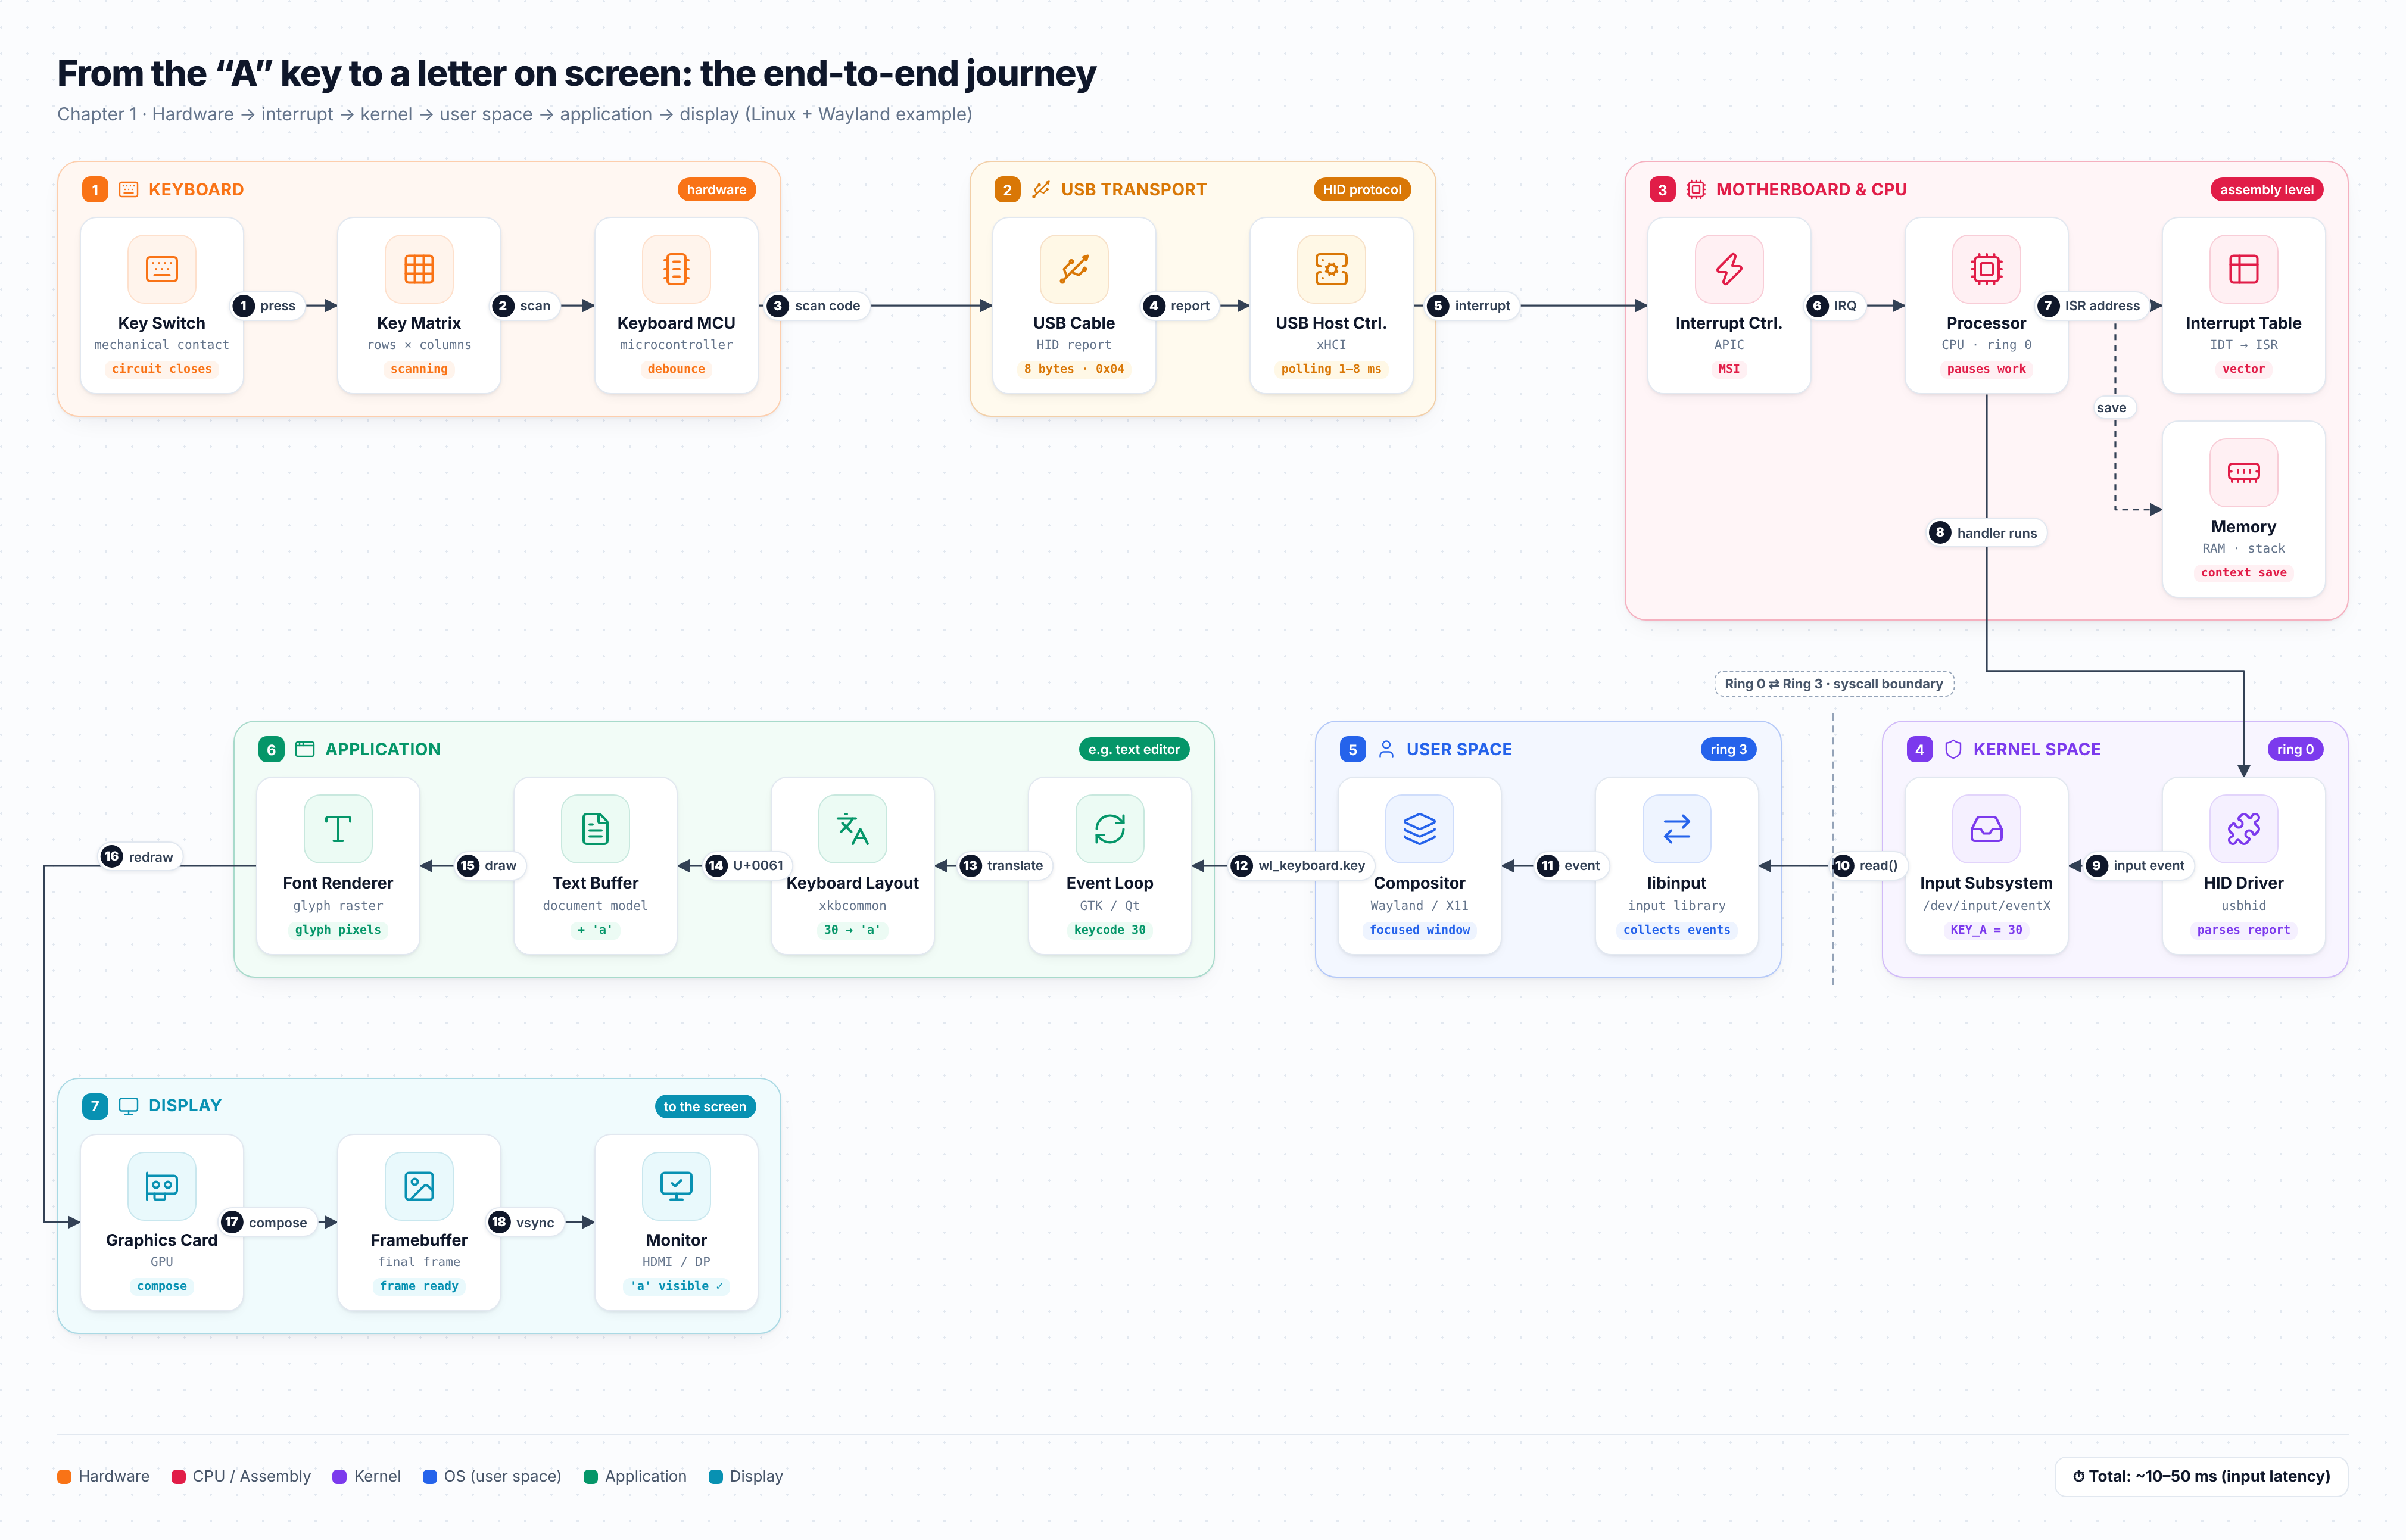 From the “A” key to a letter on screen: the end-to-end journey
Chapter 1 · Hardware → interrupt → kernel → user space → application → display (Linux + Wayland example)
1 KEYBOARD hardware
Key Switch
mechanical contact
circuit closes
1 press
Key Matrix
rows × columns
scanning
2 scan
Keyboard MCU
microcontroller
debounce
3 scan code
2 USB TRANSPORT HID protocol
USB Cable
HID report
8 bytes · 0x04
4 report
USB Host Ctrl.
xHCI
polling 1–8 ms
5 interrupt
3 MOTHERBOARD & CPU assembly level
Interrupt Ctrl.
APIC
MSI
6 IRQ
Processor
CPU · ring 0
pauses work
7 ISR address
Interrupt Table
IDT → ISR
vector
save
Memory
RAM · stack
context save
8 handler runs
Ring 0 ⇄ Ring 3 · syscall boundary
4 KERNEL SPACE ring 0
HID Driver
usbhid
parses report
9 input event
Input Subsystem
/dev/input/eventX
KEY_A = 30
10 read()
5 USER SPACE ring 3
libinput
input library
collects events
11 event
Compositor
Wayland / X11
focused window
12 wl_keyboard.key
6 APPLICATION e.g. text editor
Event Loop
GTK / Qt
keycode 30
13 translate
Keyboard Layout
xkbcommon
30 → 'a'
14 U+0061
Text Buffer
document model
+ 'a'
15 draw
Font Renderer
glyph raster
glyph pixels
16 redraw
7 DISPLAY to the screen
Graphics Card
GPU
compose
17 compose
Framebuffer
final frame
frame ready
18 vsync
Monitor
HDMI / DP
'a' visible ✓
Hardware
CPU / Assembly
Kernel
OS (user space)
Application
Display
⏱ Total: ~10–50 ms (input latency)